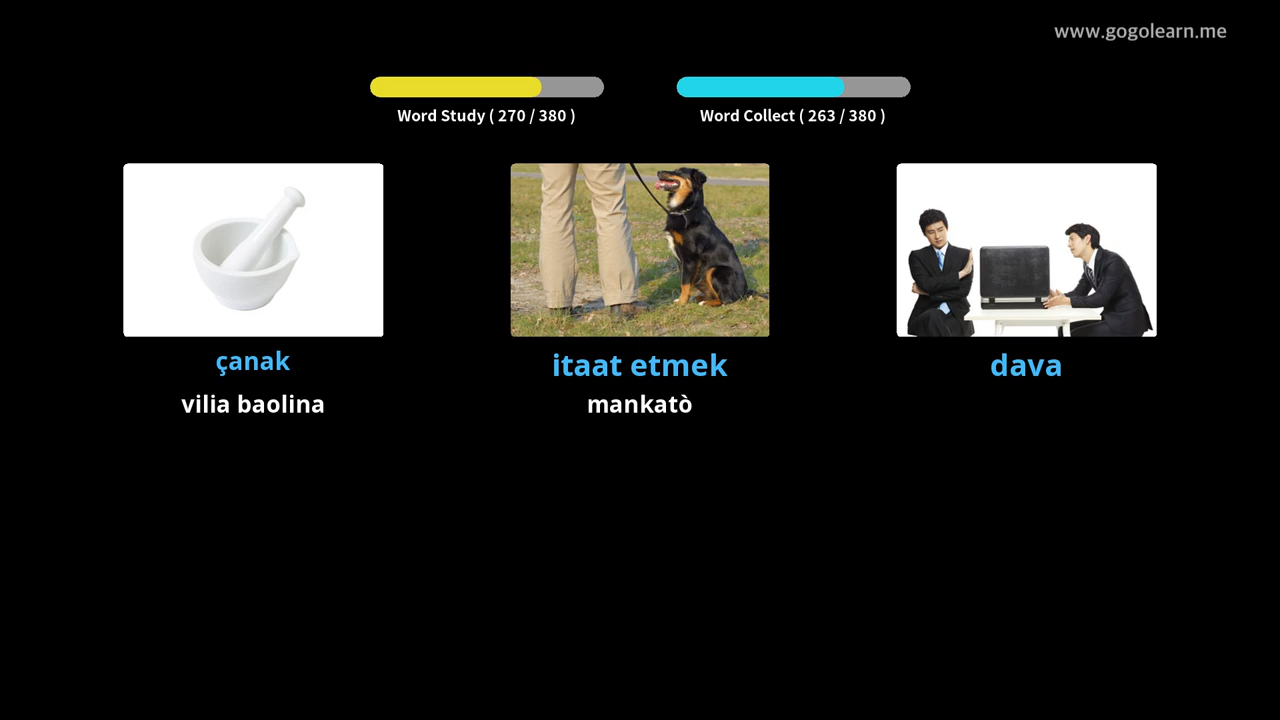 www.gogolearn.me
Word Study ( 270 / 380 )
Word Collect ( 263 / 380 )
çanak
vilia baolina
itaat etmek
mankatò
dava